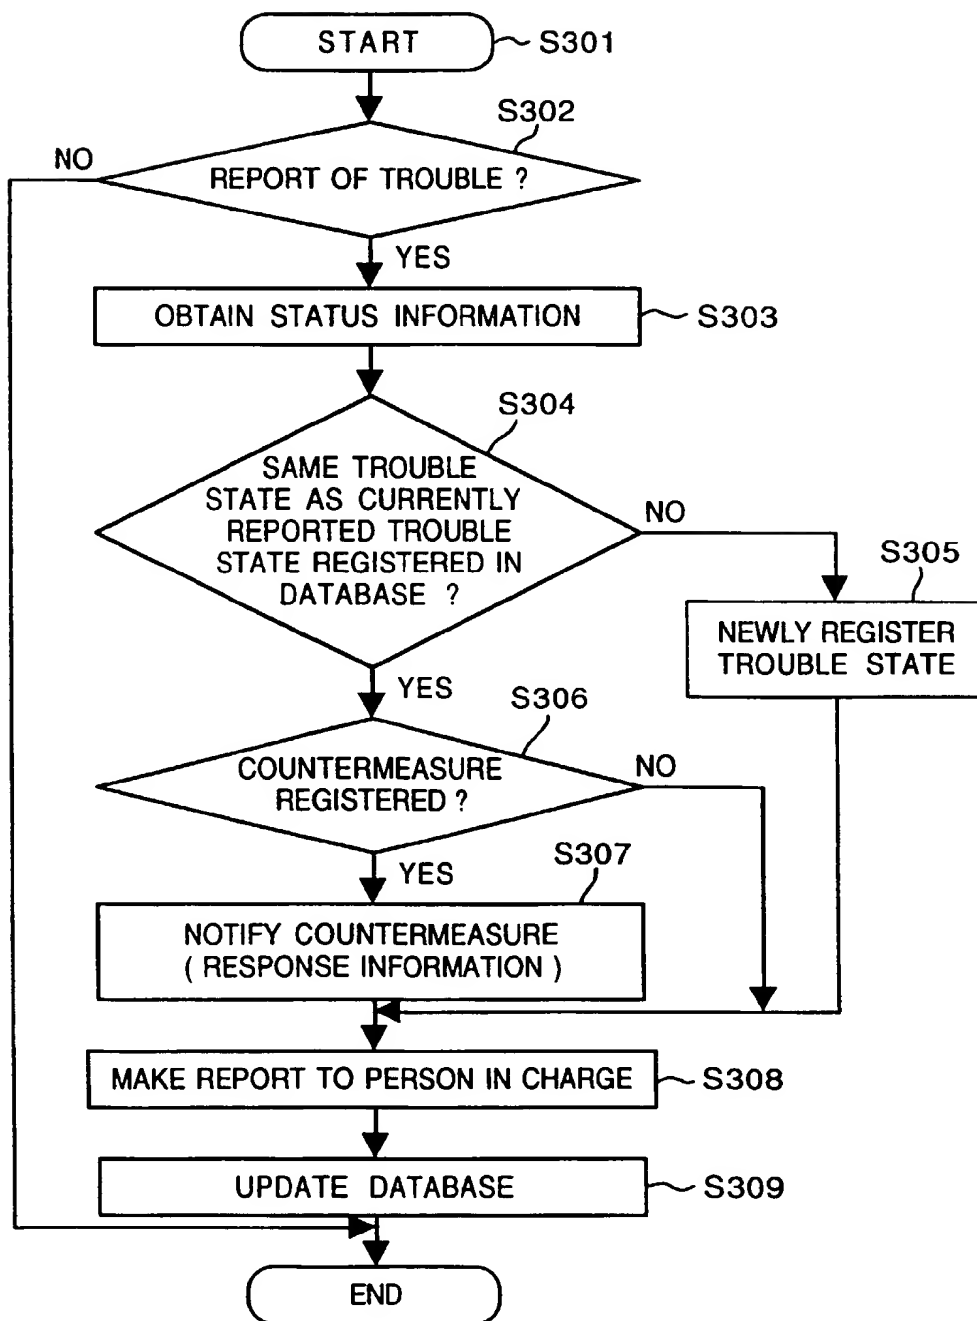 START
S301
S302
NO
REPORT OF TROUBLE ?
YES
OBTAIN STATUS INFORMATION
S303
S304
SAME TROUBLE
STATE AS CURRENTLY
REPORTED TROUBLE
STATE REGISTERED IN
DATABASE ?
NO
S305
NEWLY REGISTER
TROUBLE STATE
YES
S306
COUNTERMEASURE
REGISTERED ?
NO
YES
S307
NOTIFY COUNTERMEASURE
( RESPONSE INFORMATION )
MAKE REPORT TO PERSON IN CHARGE
S308
UPDATE DATABASE
S309
END